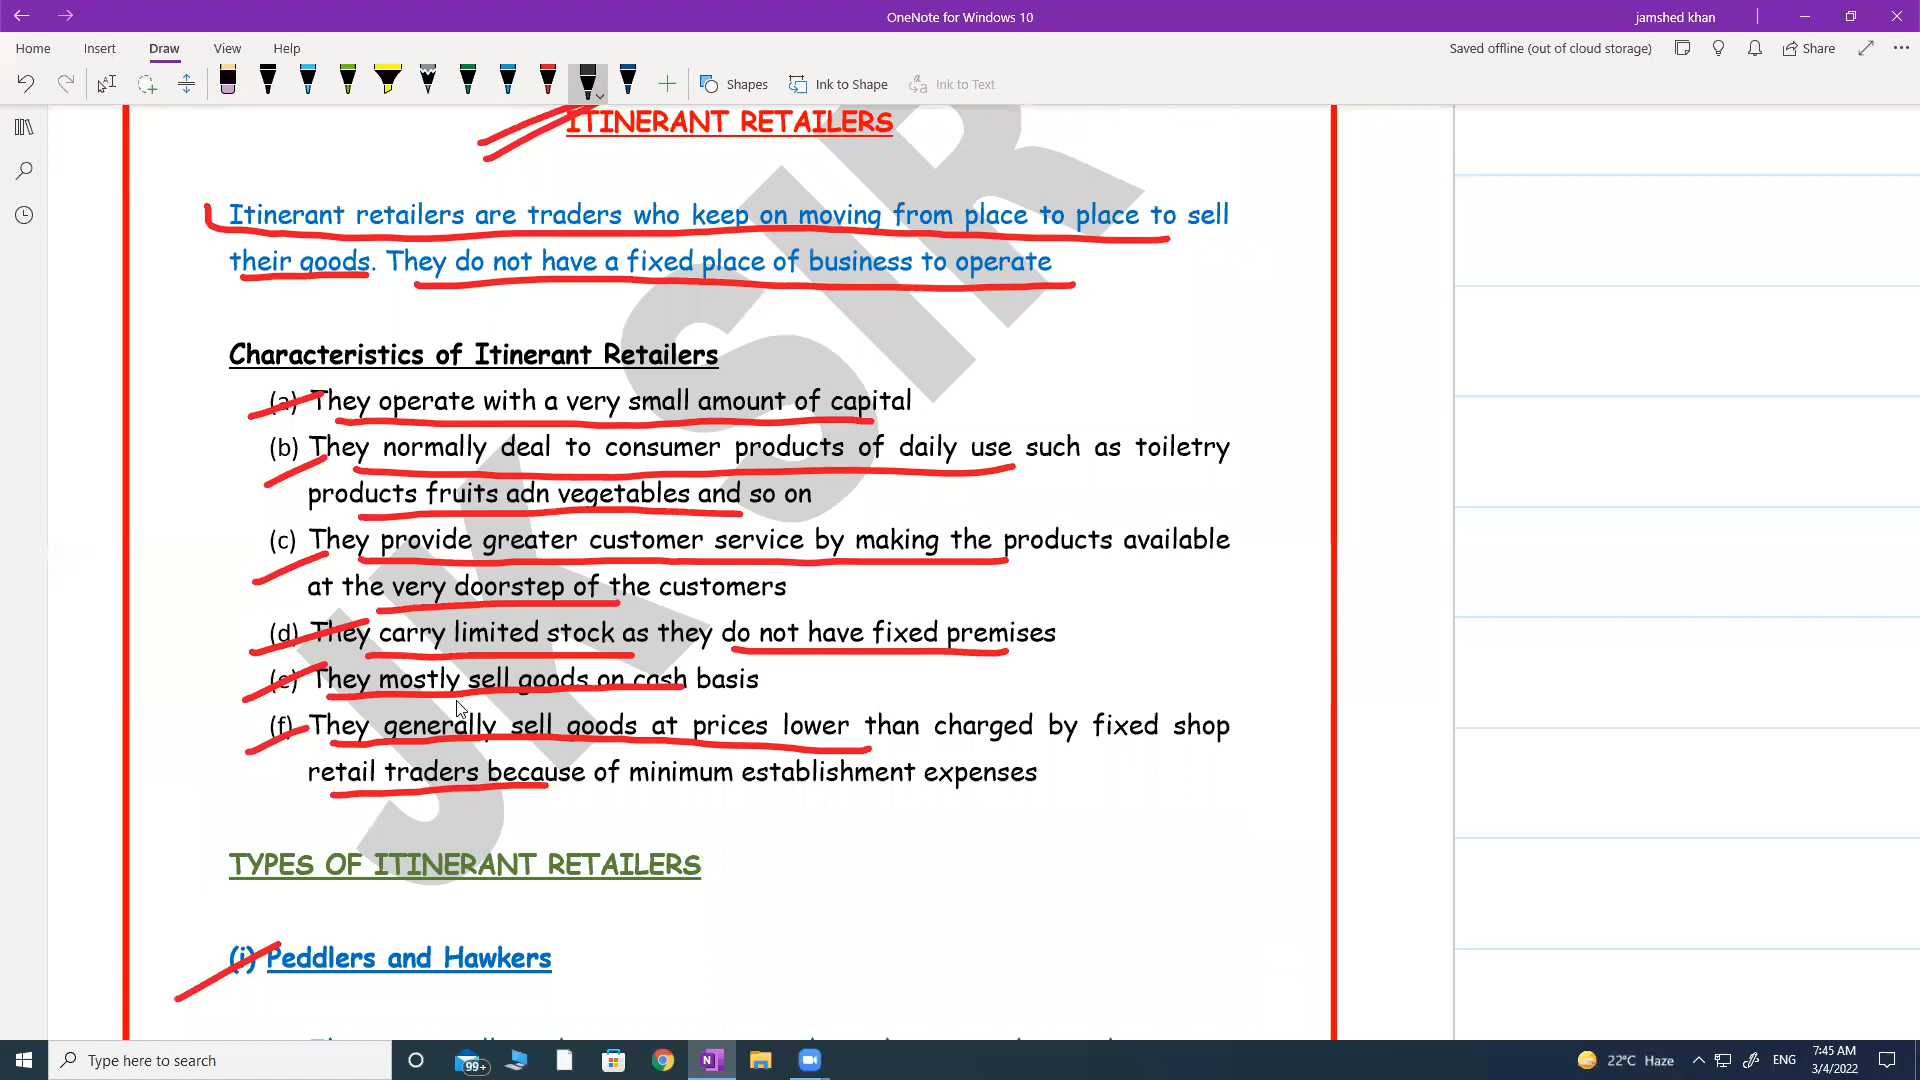 OneNote for Windows 10
jamshed khan
Home Insert Draw View Help
Saved offline (out of cloud storage)
Share
Shapes
Ink to Shape
Ink to Text
ITINERANT RETAILERS
Itinerant retailers are traders who keep on moving from place to place to sell
their goods. They do not have a fixed place of business to operate
Characteristics of Itinerant Retailers
(a) They operate with a very small amount of capital
(b) They normally deal to consumer products of daily use such as toiletry
products fruits adn vegetables and so on
(c) They provide greater customer service by making the products available
at the very doorstep of the customers
(d) They carry limited stock as they do not have fixed premises
(e) They mostly sell goods on cash basis
(f) They generally sell goods at prices lower than charged by fixed shop
retail traders because of minimum establishment expenses
TYPES OF ITINERANT RETAILERS
(i) Peddlers and Hawkers
JK SIR
Type here to search
99+
22°C Haze
ENG
7:45 AM
3/4/2022